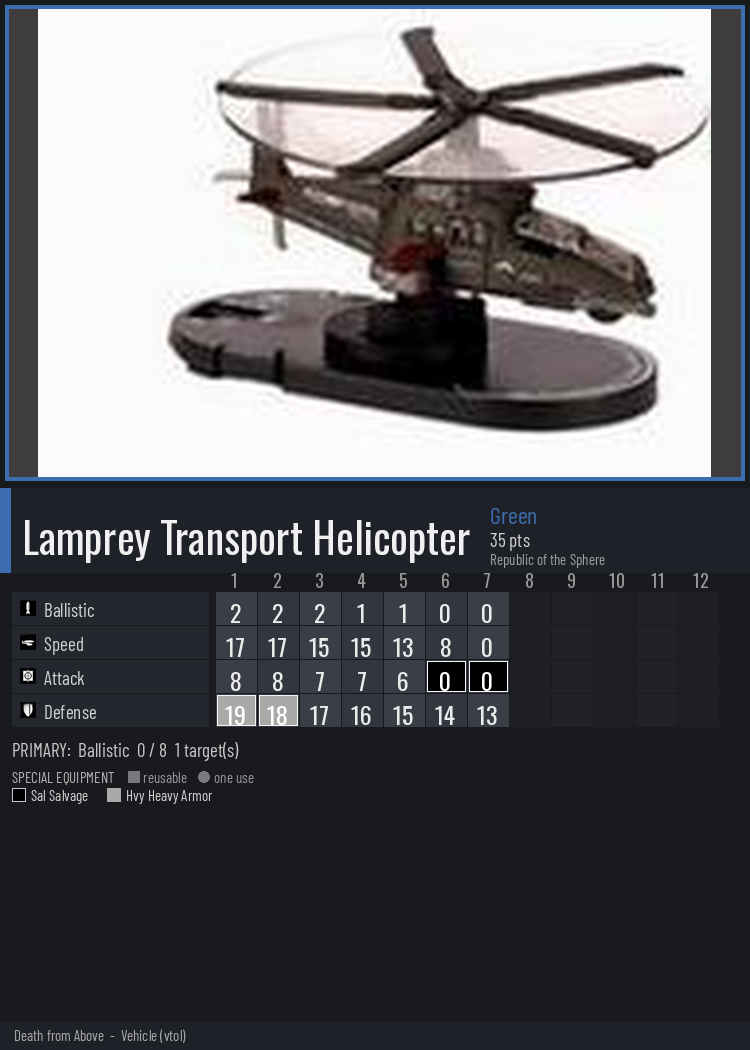 Lamprey Transport Helicopter
Green
35 pts
Republic of the Sphere
1 2 3 4 5 6 7 8 9 10 11 12
Ballistic 2 2 2 1 1 0 0
Speed 17 17 15 15 13 8 0
Attack 8 8 7 7 6 0 0
Defense 19 18 17 16 15 14 13
PRIMARY: Ballistic 0 / 8 1 target(s)
SPECIAL EQUIPMENT reusable one use
Sal Salvage Hvy Heavy Armor
Death from Above - Vehicle (vtol)